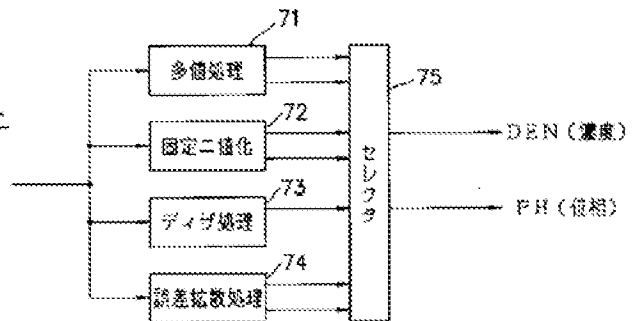 71
多値処理
75
72
固定二値化
DEN(濃度)
73
セレクタ
ディザ処理
PH(位相)
74
誤差拡散処理